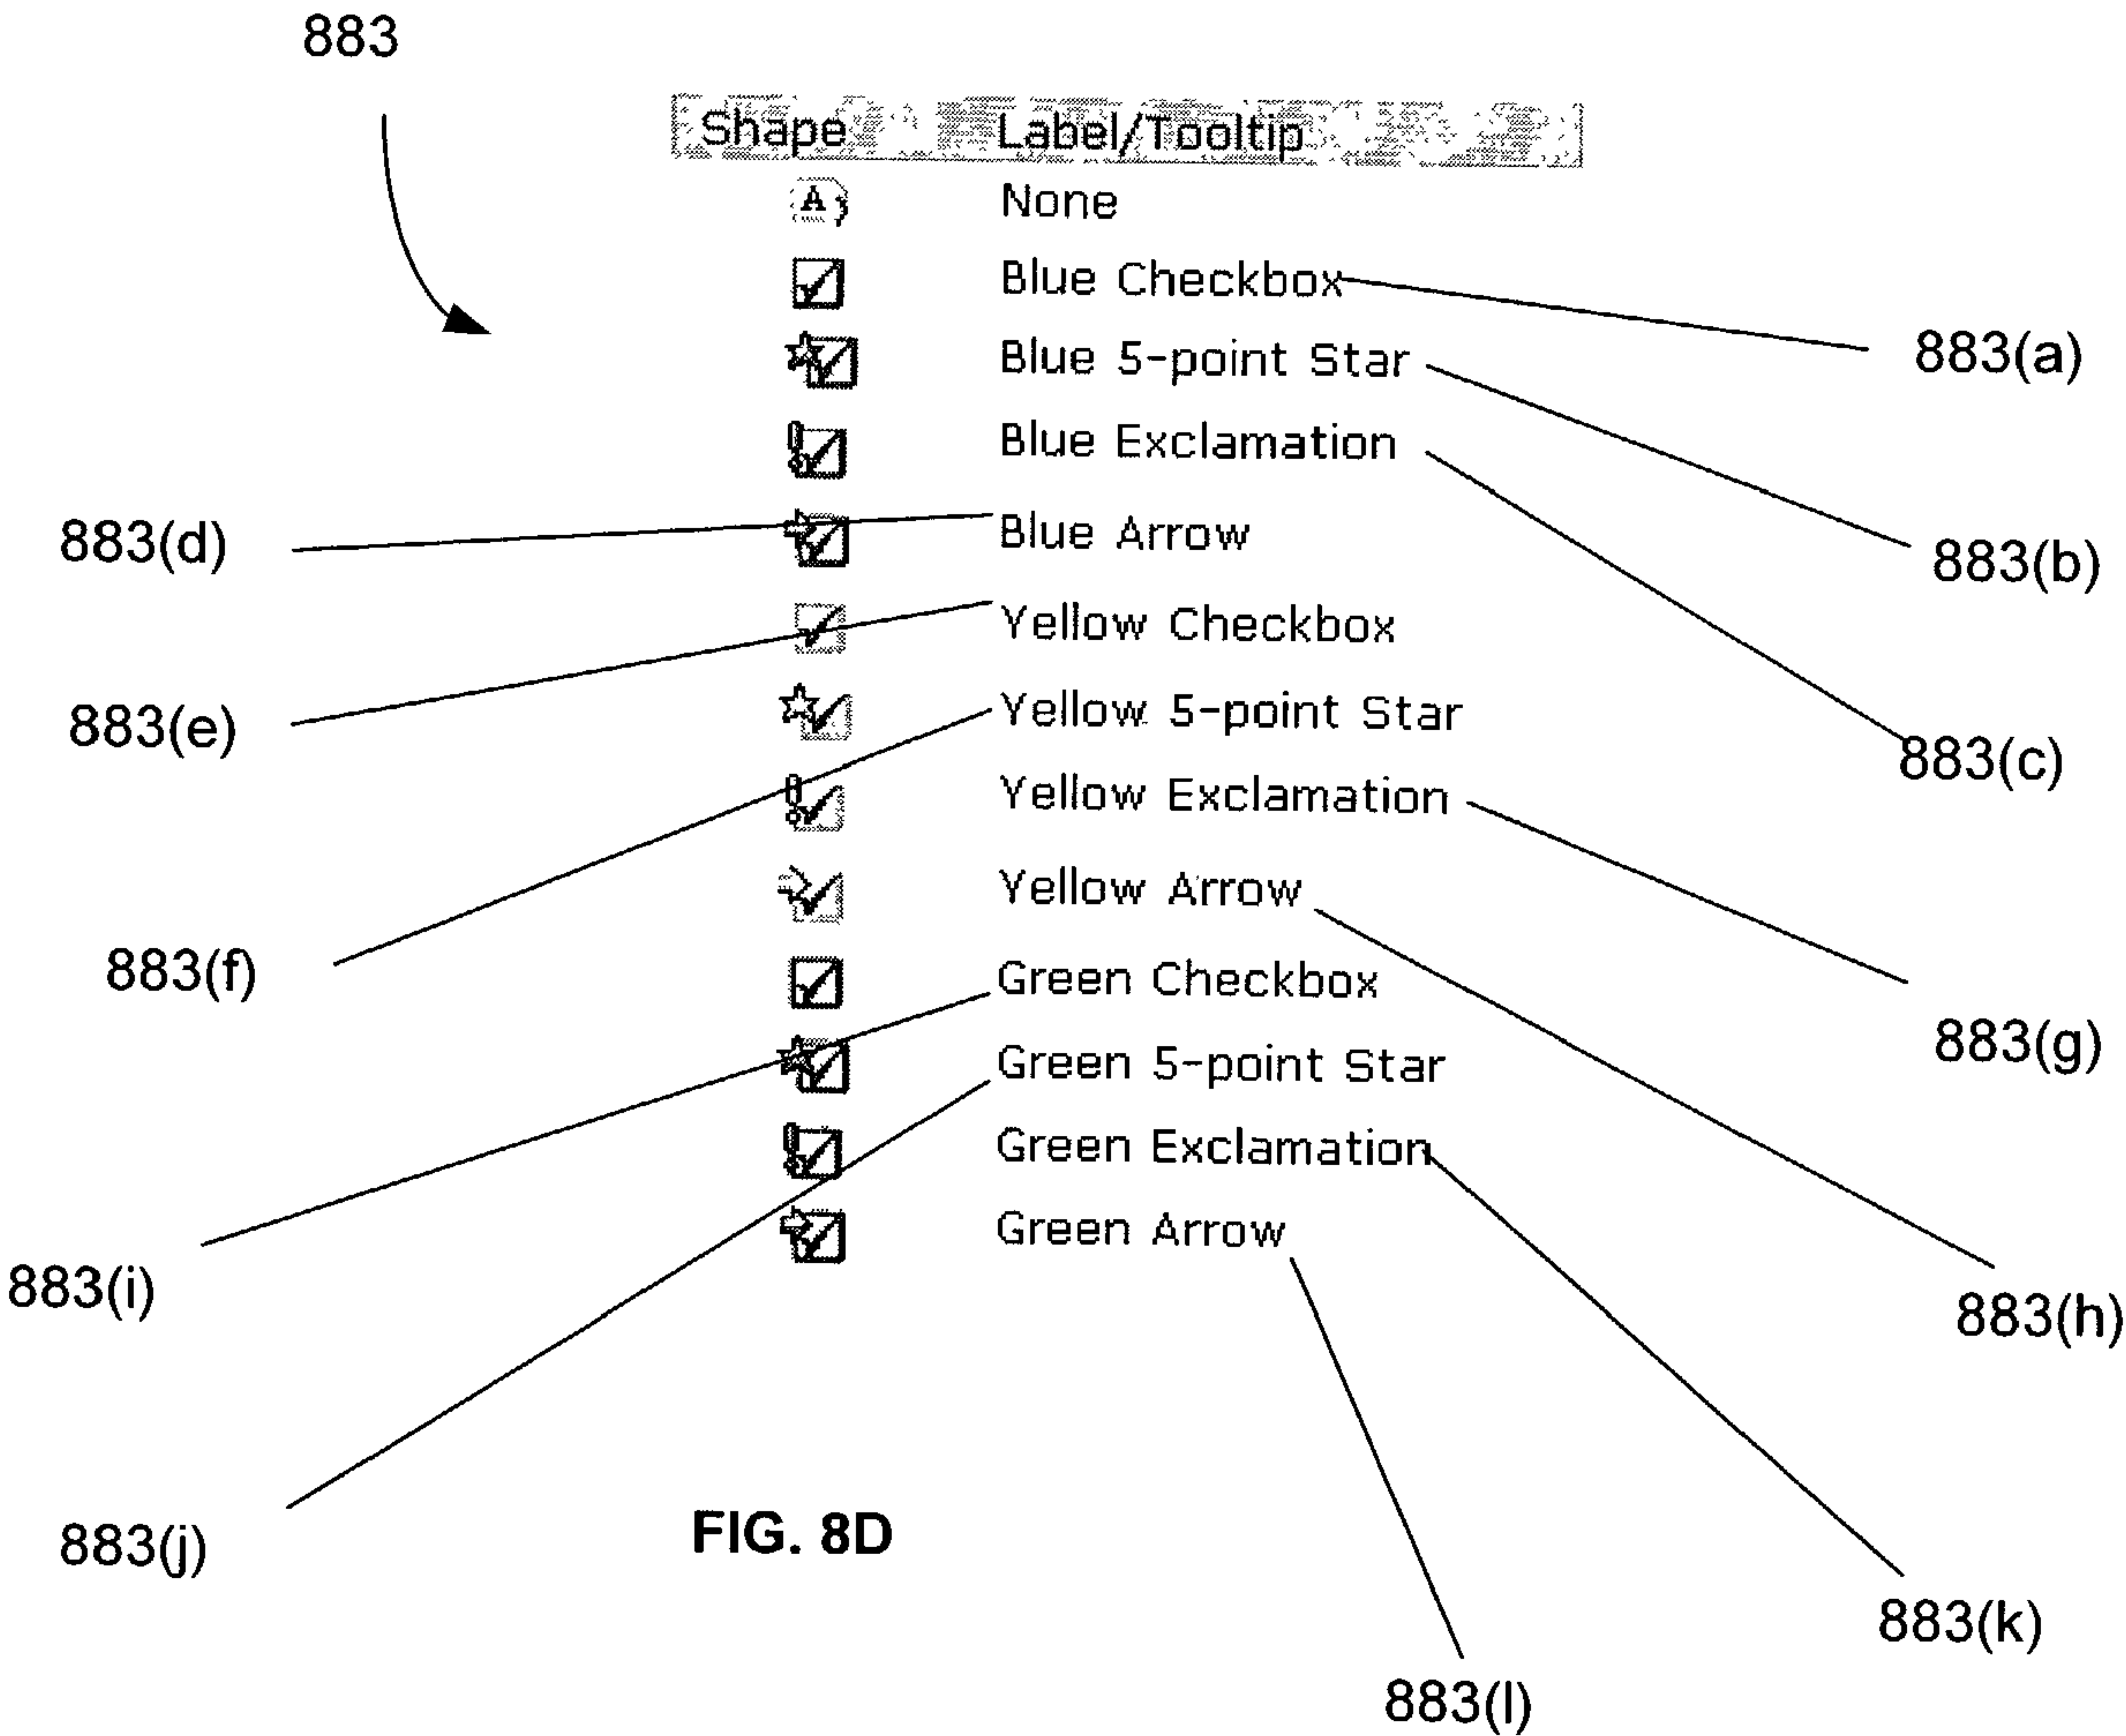 883
Shape Label/Tooltip
A None
Blue Checkbox
883(a)
Blue 5-point Star
Blue Exclamation
883(d) Blue Arrow
883(b)
Yellow Checkbox
883(e) Yellow 5-point Star
883(c)
Yellow Exclamation
Yellow Arrow
883(f) Green Checkbox
883(g)
Green 5-point Star
Green Exclamation
Green Arrow
883(i)
883(h)
FIG. 8D
883(j)
883(k)
883(l)